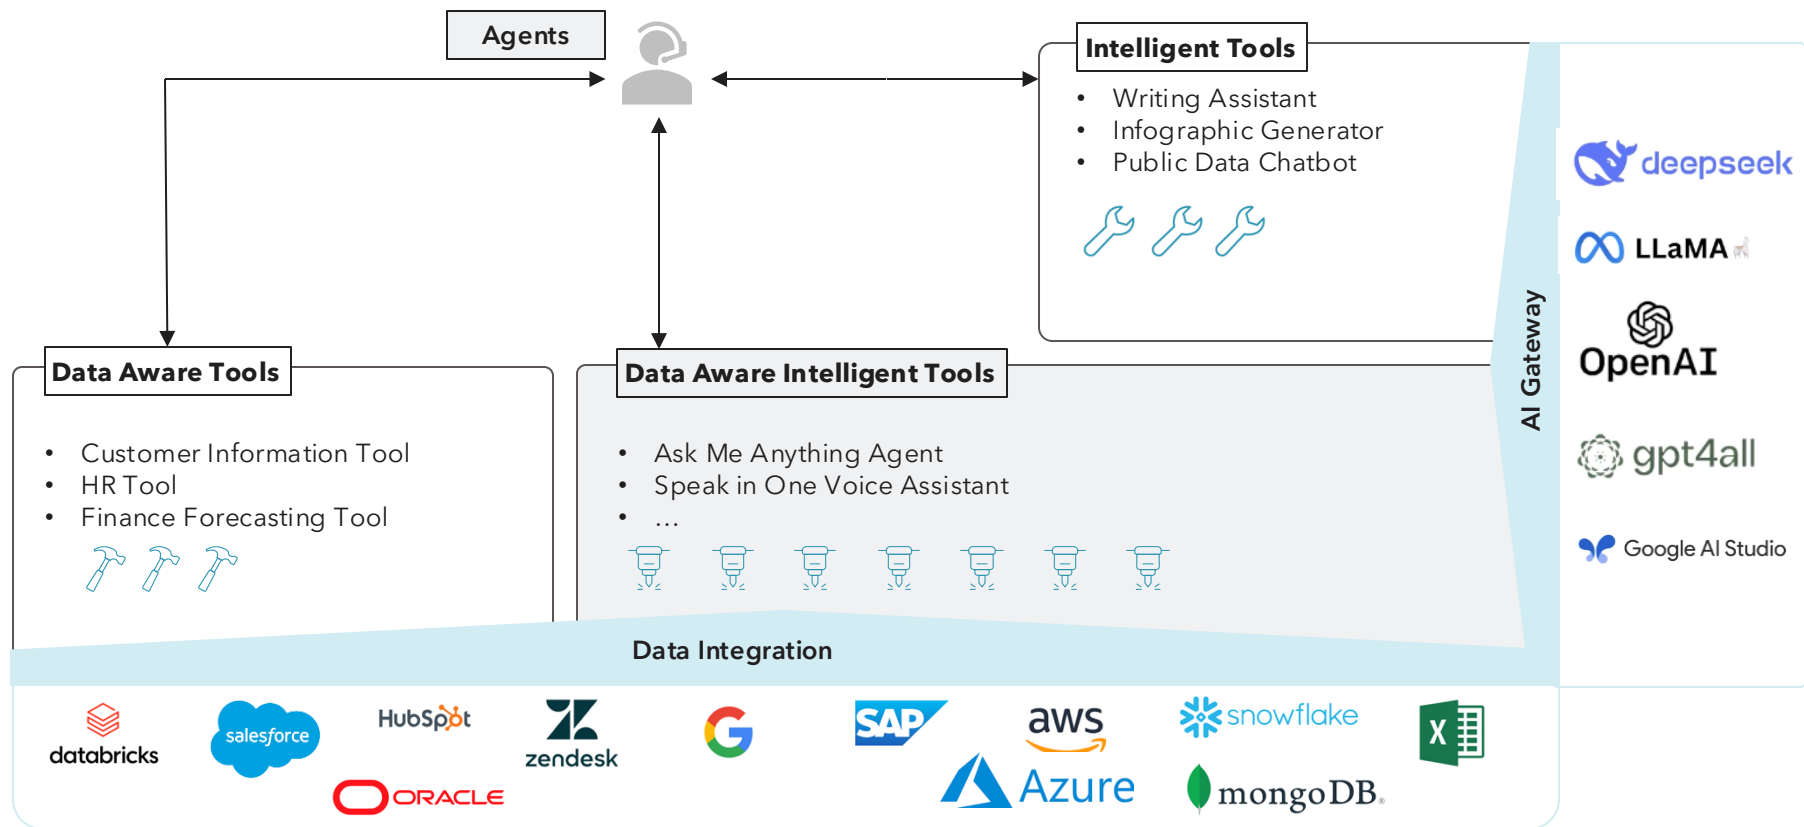 Agents
Intelligent Tools
• Writing Assistant
• Infographic Generator
• Public Data Chatbot
deepseek
LLaMA
OpenAI
gpt4all
Google AI Studio
AI Gateway
Data Aware Tools
• Customer Information Tool
• HR Tool
• Finance Forecasting Tool
Data Aware Intelligent Tools
• Ask Me Anything Agent
• Speak in One Voice Assistant
• …
Data Integration
databricks
salesforce
HubSpot
zendesk
G
SAP
aws
snowflake
X
ORACLE
Azure
mongoDB®